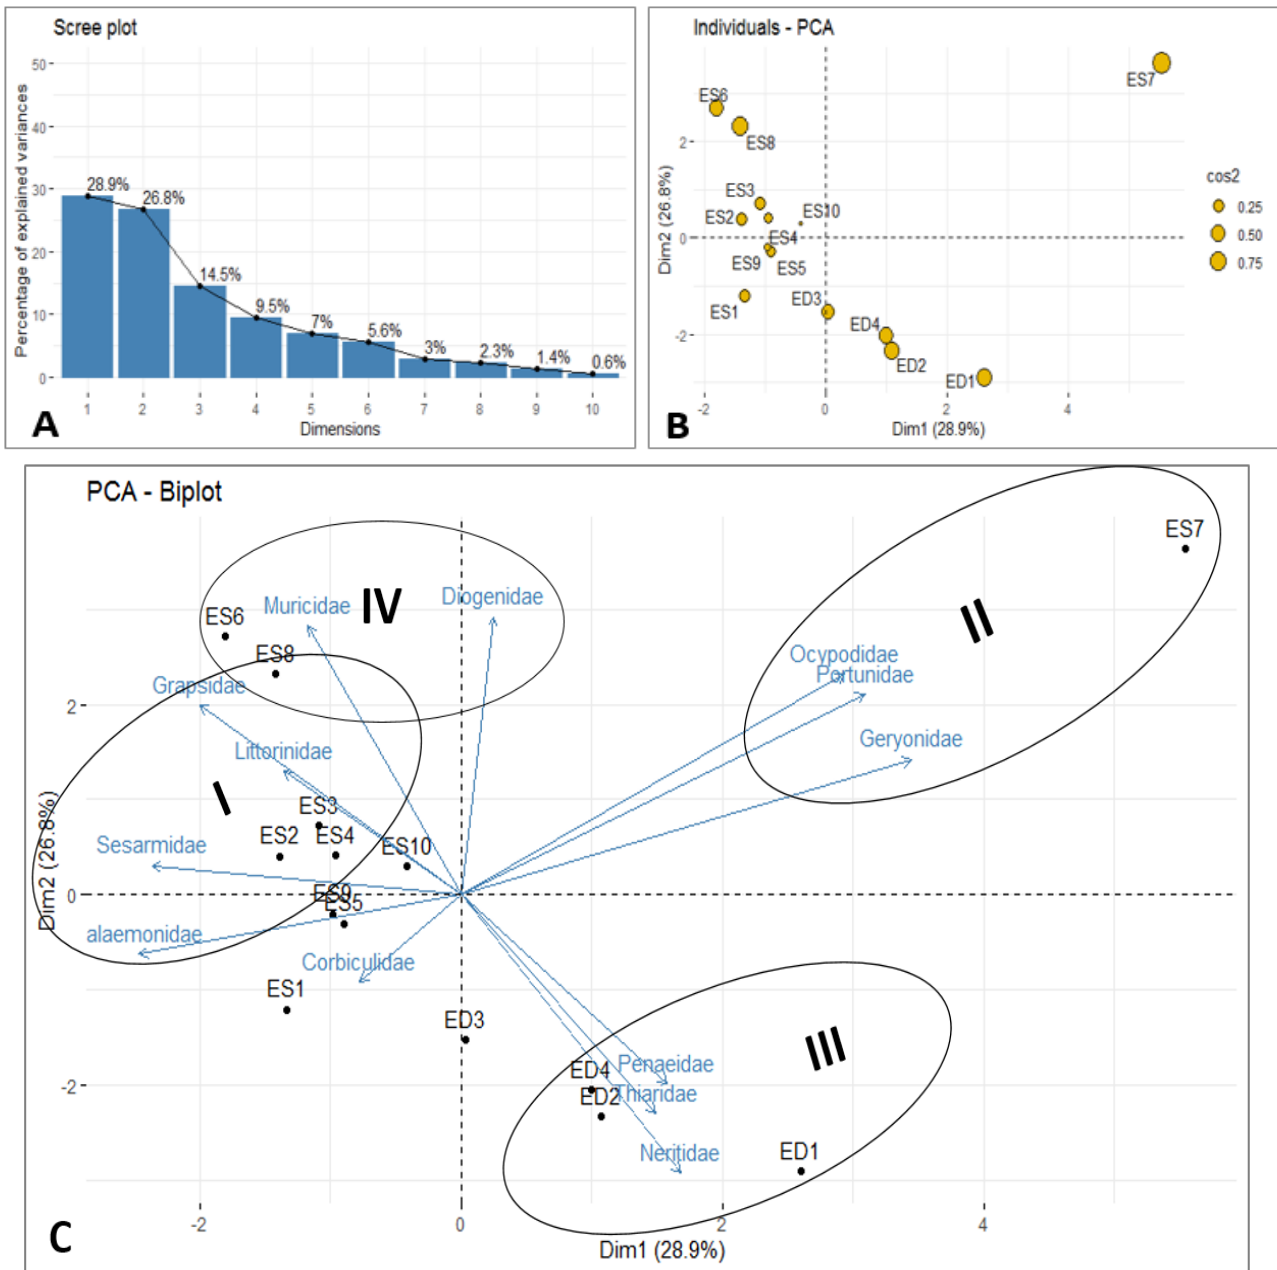 Scree plot
Percentage of explained variances
50
40
30
20
10
0
28.9%
26.8%
14.5%
9.5%
7%
5.6%
3%
2.3%
1.4%
0.6%
1 2 3 4 5 6 7 8 9 10
Dimensions
A
Individuals - PCA
Dim2 (26.8%)
2
0
-2
ES7
ES6
ES8
ES3
ES2
ES10
ES4
ES9
ES5
ES1
ED3
ED4
ED2
ED1
-2 0 2 4
Dim1 (28.9%)
B
cos2
0.25
0.50
0.75
PCA - Biplot
Dim2 (26.8%)
2
0
-2
ES7
IV
Muricidae
Diogenidae
ES6
II
ES8
Ocypodidae
Portunidae
Grapsidae
Geryonidae
Littorinidae
I
ES3
ES2
ES4
ES10
Sesarmidae
ES9
ES5
alaemonidae
Corbiculidae
ES1
ED3
III
Penaeidae
ED4
Thiaridae
ED2
Neritidae
ED1
-2 0 2 4
Dim1 (28.9%)
C